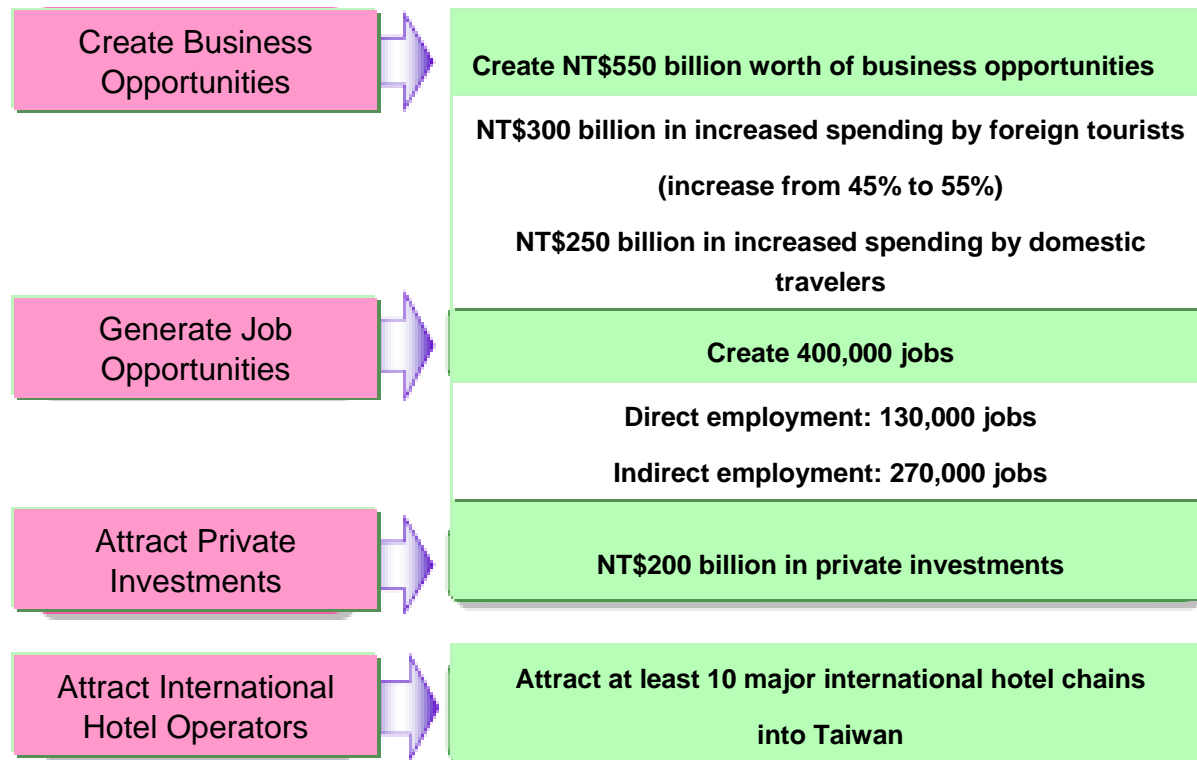 Create Business
Opportunities
Create NT$550 billion worth of business opportunities
NT$300 billion in increased spending by foreign tourists
(increase from 45% to 55%)
NT$250 billion in increased spending by domestic
travelers
Generate Job
Opportunities
Create 400,000 jobs
Direct employment: 130,000 jobs
Indirect employment: 270,000 jobs
Attract Private
Investments
NT$200 billion in private investments
Attract International
Hotel Operators
Attract at least 10 major international hotel chains
into Taiwan